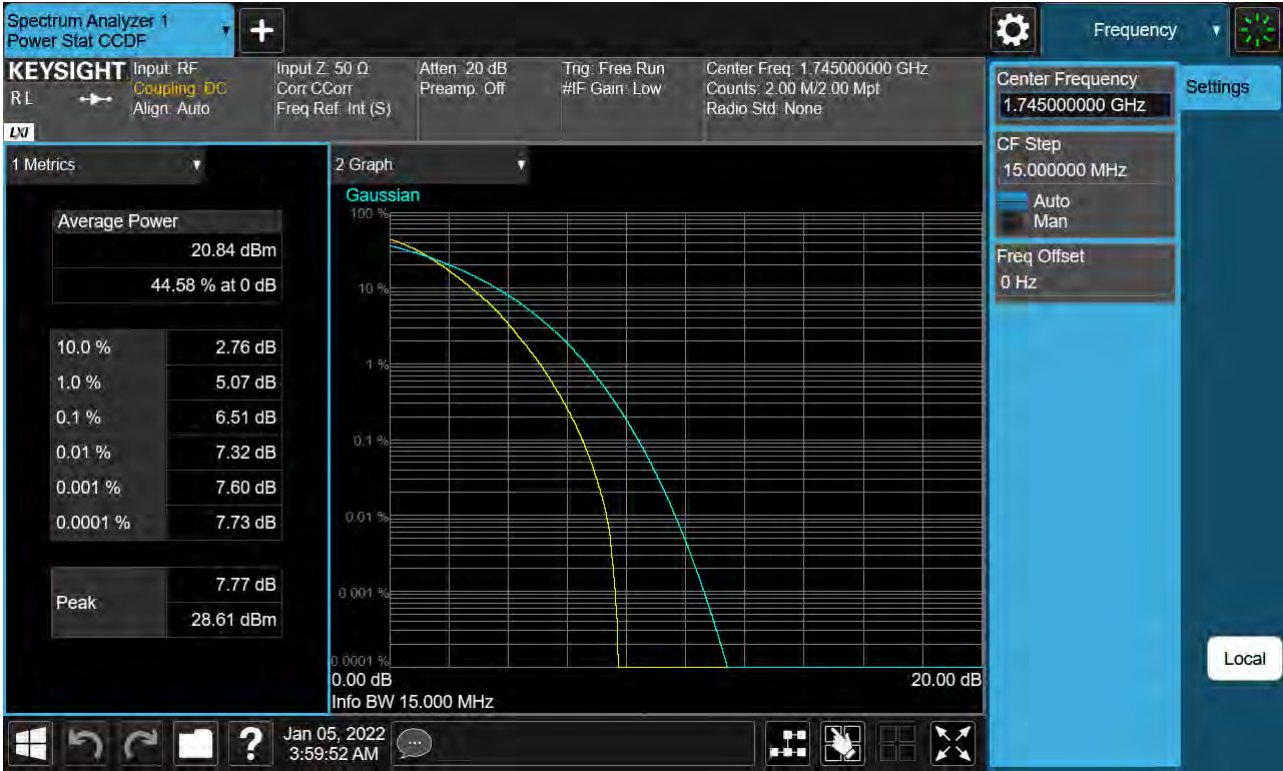 Spectrum Analyzer 1
Power Stat CCDF
+
Frequency
KEYSIGHT
R L
LXI
Input: RF
Coupling: DC
Align: Auto
Input Z: 50 Ω
Corr CCorr
Freq Ref: Int (S)
Atten: 20 dB
Preamp: Off
Trig: Free Run
#IF Gain: Low
Center Freq: 1.745000000 GHz
Counts: 2.00 M/2.00 Mpt
Radio Std: None
Center Frequency
1.745000000 GHz
Settings
CF Step
15.000000 MHz
Auto
Man
Freq Offset
0 Hz
1 Metrics
Average Power
20.84 dBm
44.58 % at 0 dB
10.0 % 2.76 dB
1.0 % 5.07 dB
0.1 % 6.51 dB
0.01 % 7.32 dB
0.001 % 7.60 dB
0.0001 % 7.73 dB
Peak
7.77 dB
28.61 dBm
2 Graph
Gaussian
100 %
10 %
1 %
0.1 %
0.01 %
0.001 %
0.0001 %
0.00 dB
20.00 dB
Info BW 15.000 MHz
Local
?
Jan 05, 2022
3:59:52 AM